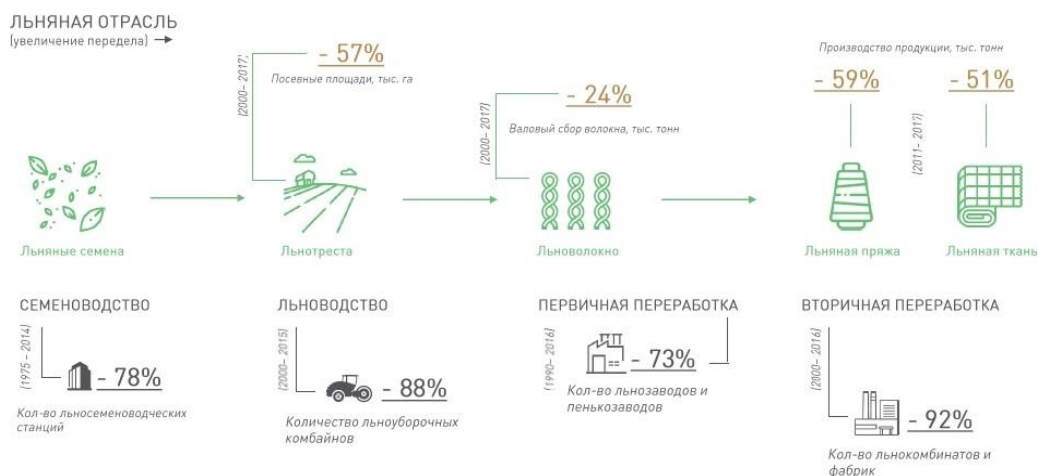 ЛЬНЯНАЯ ОТРАСЛЬ
(увеличение передела) →
(2000– 2017)
- 57%
Посевные площади, тыс. га
(2000– 2017)
- 24%
Валовый сбор волокна, тыс. тонн
Производство продукции, тыс. тонн
- 59%
- 51%
(2011– 2017)
Льняные семена
Льнотреста
Льноволокно
Льняная пряжа
Льняная ткань
СЕМЕНОВОДСТВО
(1975 – 2014)
- 78%
Кол-во льносеменоводческих
станций
ЛЬНОВОДСТВО
(2000– 2015)
- 88%
Количество льноуборочных
комбайнов
ПЕРВИЧНАЯ ПЕРЕРАБОТКА
(1990– 2016)
- 73%
Кол-во льнозаводов и
пенькозаводов
ВТОРИЧНАЯ ПЕРЕРАБОТКА
(2000– 2016)
- 92%
Кол-во льнокомбинатов и
фабрик